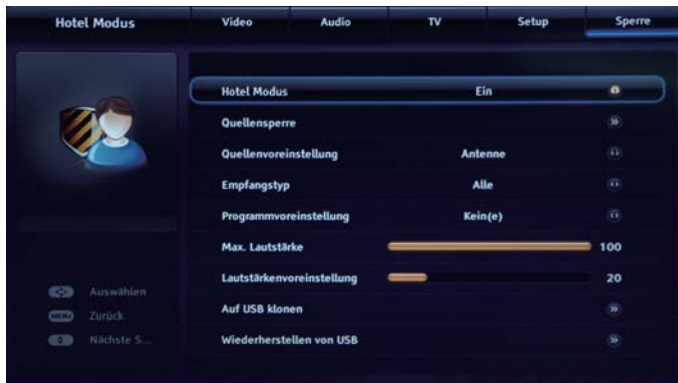 Hotel Modus Video Audio TV Setup Sperre
Hotel Modus Ein
Quellensperre
Quellenvoreinstellung Antenne
Empfangstyp Alle
Programmvoreinstellung Kein(e)
Max. Lautstärke 100
Lautstärkenvoreinstellung 20
Auf USB klonen
Wiederherstellen von USB
Auswählen
MENU Zurück
Nächste S...